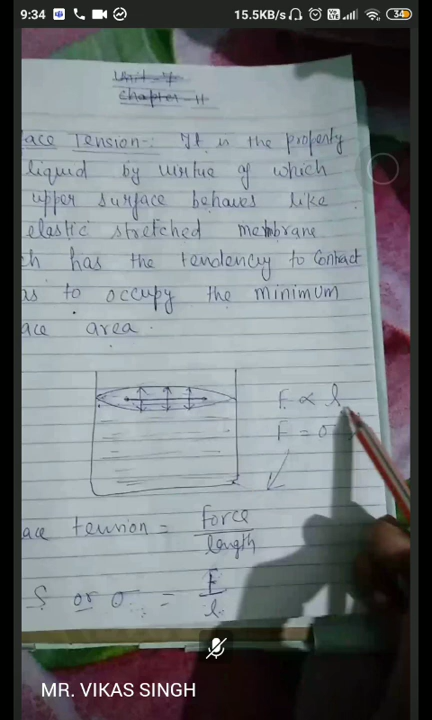 9:34
15.5KB/s
34
Unit-7
Chapter-11
ace Tension:- It is the property
liquid by virtue of which
upper surface behaves like
elastic stretched membrane
ch has the tendency to Contact
as to occupy the minimum
ace area.
F ∝ l
F = σ
ace tension = Force
length
S or σ = F
l
MR. VIKAS SINGH